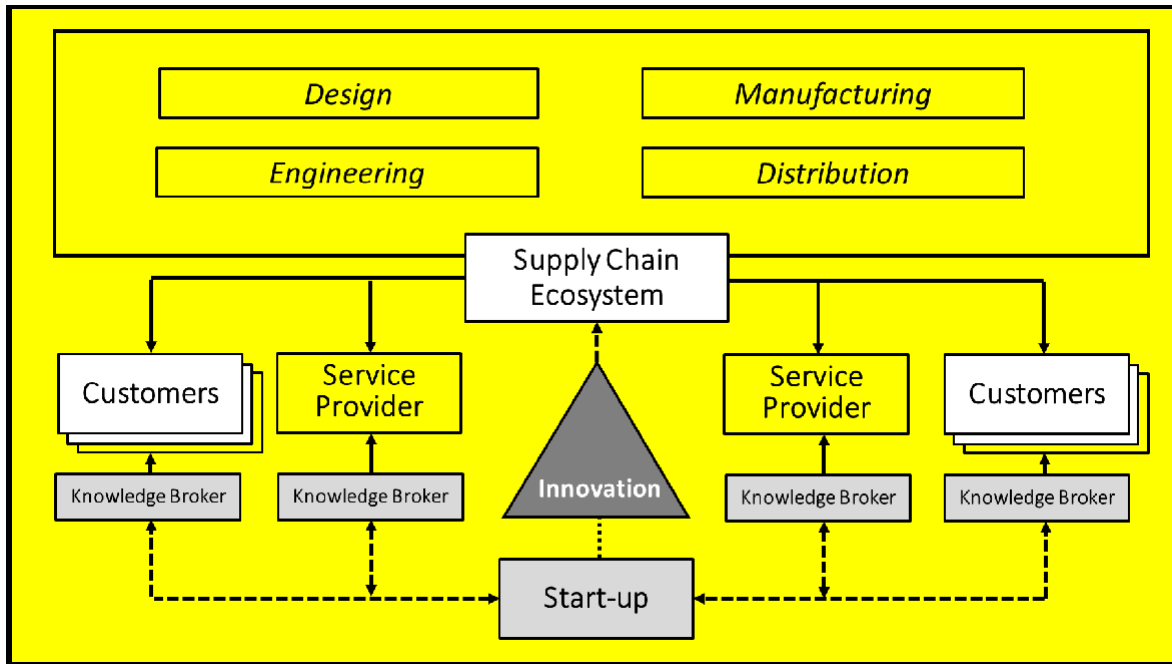 Design
Manufacturing
Engineering
Distribution
Supply Chain
Ecosystem
Customers
Service
Provider
Service
Provider
Customers
Knowledge Broker
Knowledge Broker
Innovation
Knowledge Broker
Knowledge Broker
Start-up